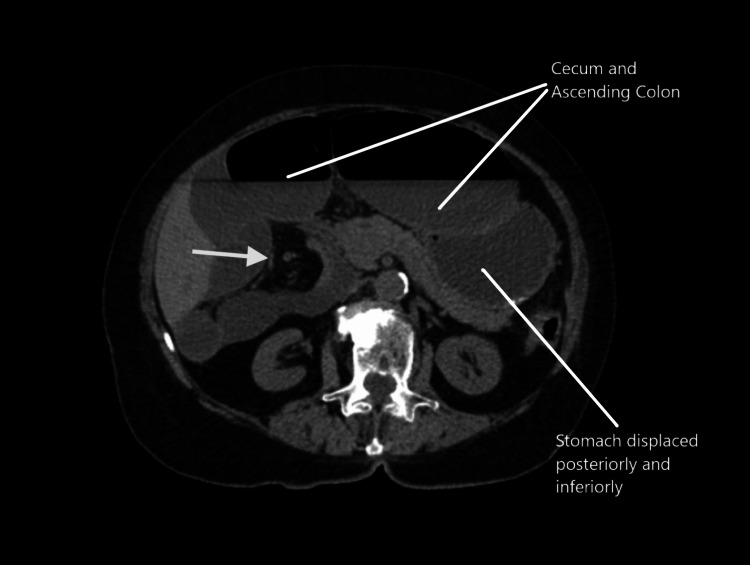 Cecum and
Ascending Colon
Stomach displaced
posteriorly and
inferiorly